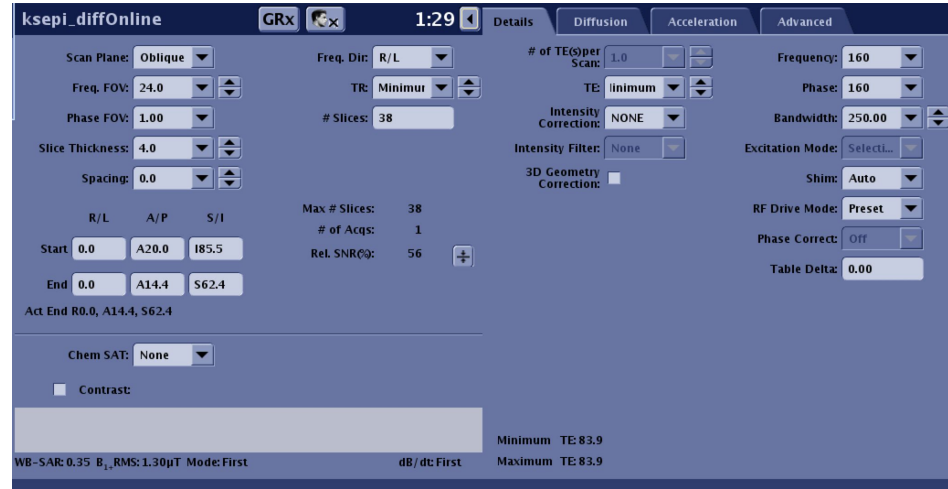 ksepi_diffOnline GRx x 1:29 Details Diffusion Acceleration Advanced
Scan Plane: Oblique Freq. Dir: R/L # of TE(s)per Scan: 1.0 Frequency: 160
Freq. FOV: 24.0 TR: Minimur TE: linimum Phase: 160
Phase FOV: 1.00 # Slices: 38 Intensity Correction: NONE Bandwidth: 250.00
Slice Thickness: 4.0 Intensity Filter: None Excitation Mode: Selecti...
Spacing: 0.0 3D Geometry Correction: Shim: Auto
R/L A/P S/I Max # Slices: 38 RF Drive Mode: Preset
# of Acqs: 1 Phase Correct: Off
Start 0.0 A20.0 I85.5 Rel. SNR(%): 56 Table Delta: 0.00
End 0.0 A14.4 S62.4
Act End R0.0, A14.4, S62.4
Chem SAT: None
Contrast:
Minimum TE: 83.9
WB-SAR: 0.35 B1+RMS: 1.30µT Mode: First dB/dt: First Maximum TE: 83.9